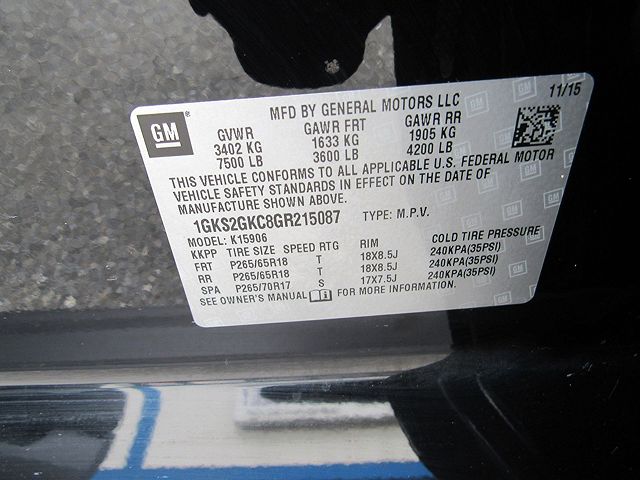 MFD BY GENERAL MOTORS LLC 11/15
GM ®
GVWR GAWR FRT GAWR RR
3402 KG 1633 KG 1905 KG
7500 LB 3600 LB 4200 LB
THIS VEHICLE CONFORMS TO ALL APPLICABLE U.S. FEDERAL MOTOR
VEHICLE SAFETY STANDARDS IN EFFECT ON THE DATE OF
MANUFACTURE SHOWN ABOVE.
1GKS2GKC8GR215087 TYPE: M.P.V.
MODEL: K15906
KKPP TIRE SIZE SPEED RTG RIM COLD TIRE PRESSURE
FRT P265/65R18 T 18X8.5J 240KPA(35PSI)
RR P265/65R18 T 18X8.5J 240KPA(35PSI)
SPA P265/70R17 S 17X7.5J 240KPA(35PSI)
SEE OWNER'S MANUAL FOR MORE INFORMATION.